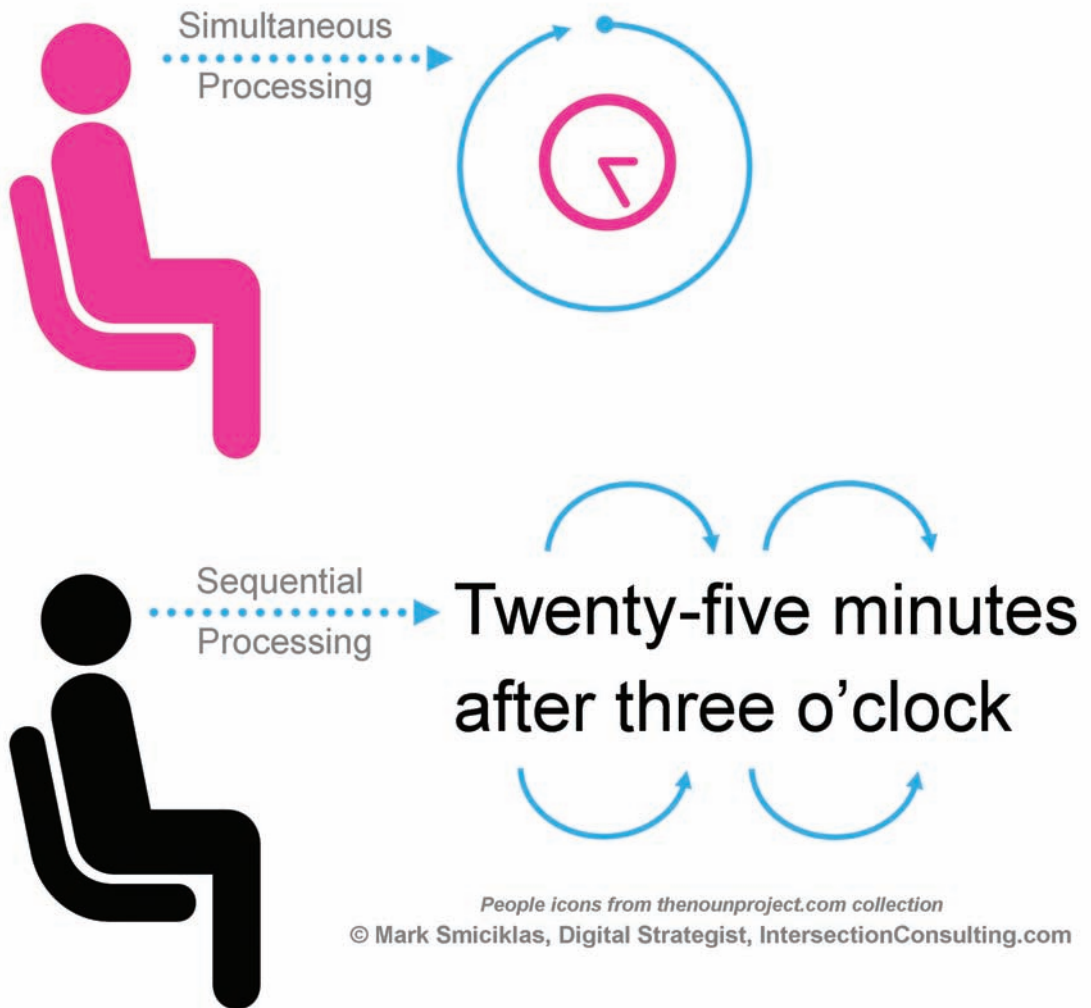 Simultaneous
Processing
Sequential
Processing
Twenty-five minutes
after three o’clock
People icons from thenounproject.com collection
© Mark Smiciklas, Digital Strategist, IntersectionConsulting.com